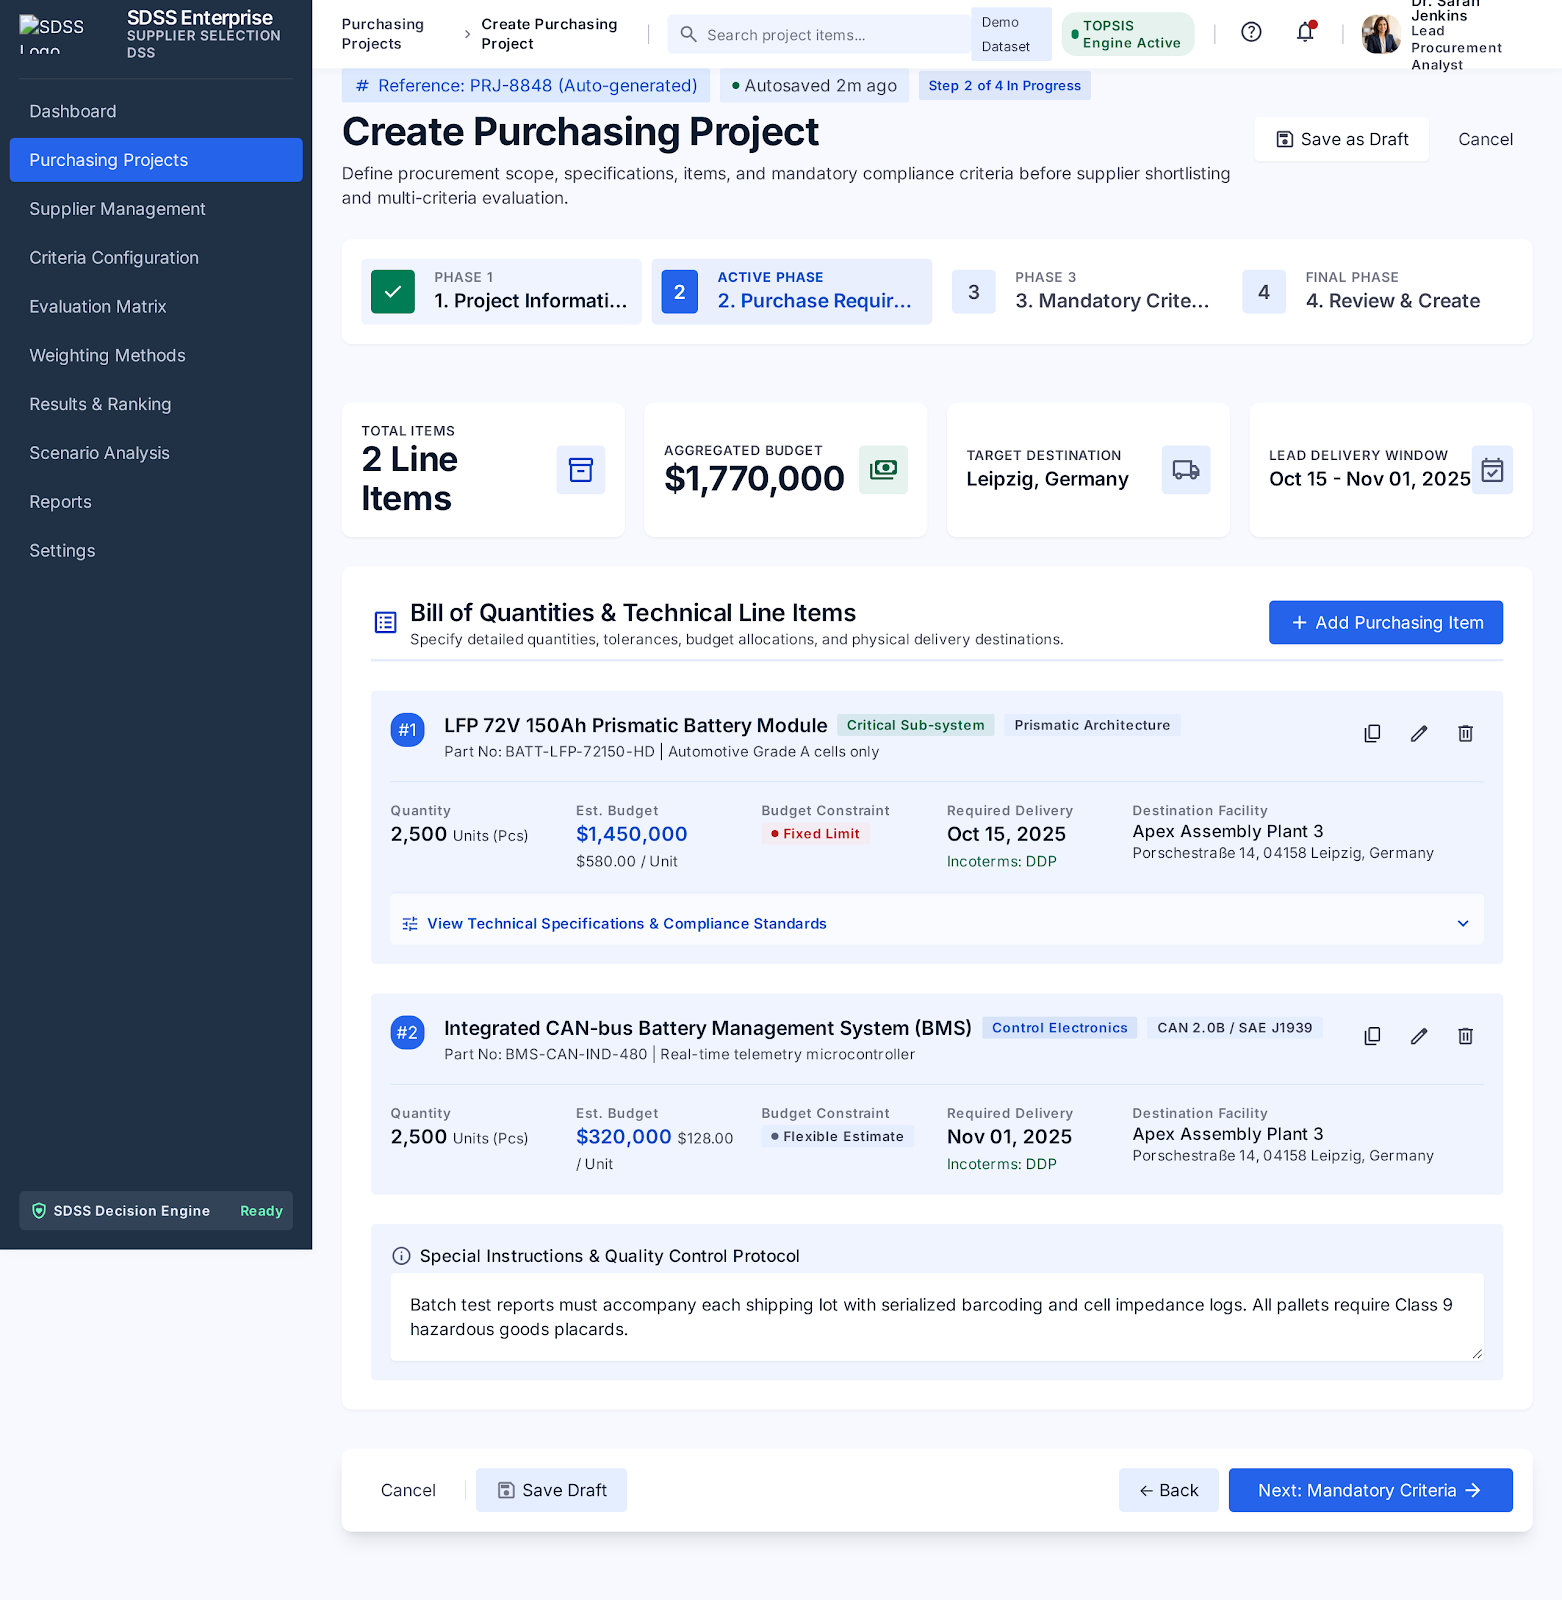 SDSS Logo
SDSS Enterprise
SUPPLIER SELECTION
DSS
Dashboard
Purchasing Projects
Supplier Management
Criteria Configuration
Evaluation Matrix
Weighting Methods
Results & Ranking
Scenario Analysis
Reports
Settings
SDSS Decision Engine
Ready
Purchasing
Projects
Create Purchasing
Project
Search project items...
Demo
Dataset
TOPSIS
Engine Active
Dr. Sarah
Jenkins
Lead
Procurement
Analyst
# Reference: PRJ-8848 (Auto-generated)
Autosaved 2m ago
Step 2 of 4 In Progress
Create Purchasing Project
Define procurement scope, specifications, items, and mandatory compliance criteria before supplier shortlisting
and multi-criteria evaluation.
Save as Draft
Cancel
PHASE 1
1. Project Informati...
2
ACTIVE PHASE
2. Purchase Requir...
3
PHASE 3
3. Mandatory Crite...
4
FINAL PHASE
4. Review & Create
TOTAL ITEMS
2 Line
Items
AGGREGATED BUDGET
$1,770,000
TARGET DESTINATION
Leipzig, Germany
LEAD DELIVERY WINDOW
Oct 15 - Nov 01, 2025
Bill of Quantities & Technical Line Items
Specify detailed quantities, tolerances, budget allocations, and physical delivery destinations.
Add Purchasing Item
#1
LFP 72V 150Ah Prismatic Battery Module
Critical Sub-system
Prismatic Architecture
Part No: BATT-LFP-72150-HD | Automotive Grade A cells only
Quantity
2,500 Units (Pcs)
Est. Budget
$1,450,000
$580.00 / Unit
Budget Constraint
Fixed Limit
Required Delivery
Oct 15, 2025
Incoterms: DDP
Destination Facility
Apex Assembly Plant 3
Porschestraße 14, 04158 Leipzig, Germany
View Technical Specifications & Compliance Standards
#2
Integrated CAN-bus Battery Management System (BMS)
Control Electronics
CAN 2.0B / SAE J1939
Part No: BMS-CAN-IND-480 | Real-time telemetry microcontroller
Quantity
2,500 Units (Pcs)
Est. Budget
$320,000 $128.00
/ Unit
Budget Constraint
Flexible Estimate
Required Delivery
Nov 01, 2025
Incoterms: DDP
Destination Facility
Apex Assembly Plant 3
Porschestraße 14, 04158 Leipzig, Germany
Special Instructions & Quality Control Protocol
Batch test reports must accompany each shipping lot with serialized barcoding and cell impedance logs. All pallets require Class 9
hazardous goods placards.
Cancel
Save Draft
← Back
Next: Mandatory Criteria →